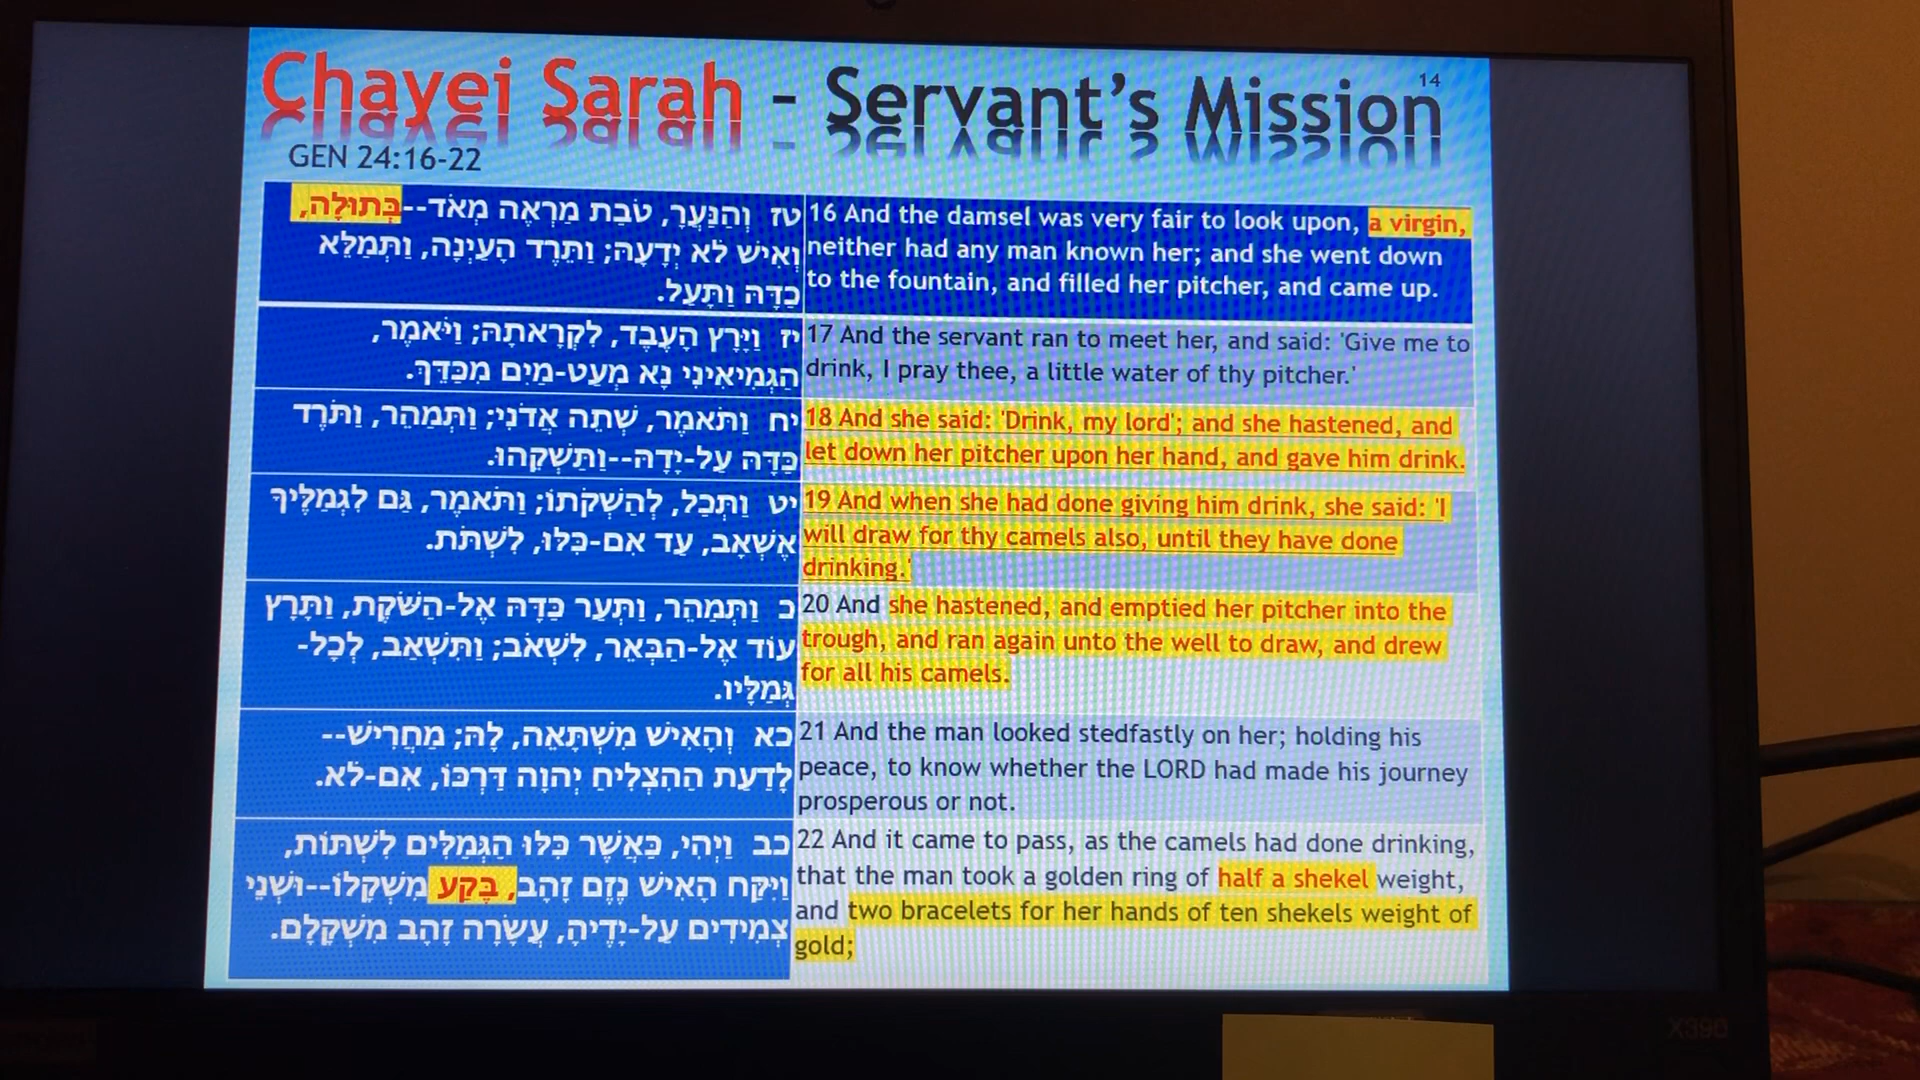 Chayei Sarah - Servant's Mission
14
GEN 24:16-22
טז וְהַנַּעֲרָ, טֹבַת מַרְאֶה מְאֹד--בְּתוּלָה,
וְאִישׁ לֹא יְדָעָהּ; וַתֵּרֶד הָעַיְנָה, וַתְּמַלֵּא
כַדָּהּ וַתָּעַל.
16 And the damsel was very fair to look upon, a virgin,
neither had any man known her; and she went down
to the fountain, and filled her pitcher, and came up.
יז וַיָּרָץ הָעֶבֶד, לִקְרָאתָהּ; וַיֹּאמֶר,
הַגְמִיאִינִי נָא מְעַט-מַיִם מִכַּדֵּךְ.
17 And the servant ran to meet her, and said: 'Give me to
drink, I pray thee, a little water of thy pitcher.'
יח וַתֹּאמֶר, שְׁתֵה אֲדֹנִי; וַתְּמַהֵר, וַתֹּרֶד
כַּדָּהּ עַל-יָדָהּ--וַתַּשְׁקֵהוּ.
18 And she said: 'Drink, my lord'; and she hastened, and
let down her pitcher upon her hand, and gave him drink.
יט וַתְּכַל, לְהַשְׁקֹתוֹ; וַתֹּאמֶר, גַּם לִגְמַלֶּיךָ
אֶשְׁאָב, עַד אִם-כִּלּוּ, לִשְׁתֹּת.
19 And when she had done giving him drink, she said: 'I
will draw for thy camels also, until they have done
drinking.'
כ וַתְּמַהֵר, וַתְּעַר כַּדָּהּ אֶל-הַשֹּׁקֶת, וַתָּרָץ
עוֹד אֶל-הַבְּאֵר, לִשְׁאֹב; וַתִּשְׁאַב, לְכָל-
גְּמַלָּיו.
20 And she hastened, and emptied her pitcher into the
trough, and ran again unto the well to draw, and drew
for all his camels.
כא וְהָאִישׁ מִשְׁתָּאֵה, לָהּ; מַחֲרִישׁ--
לָדַעַת הַהִצְלִיחַ יְהוָה דַּרְכּוֹ, אִם-לֹא.
21 And the man looked stedfastly on her; holding his
peace, to know whether the LORD had made his journey
prosperous or not.
כב וַיְהִי, כַּאֲשֶׁר כִּלּוּ הַגְּמַלִּים לִשְׁתּוֹת,
וַיִּקַּח הָאִישׁ נֶזֶם זָהָב, בֶּקַע מִשְׁקָלוֹ--וּשְׁנֵי
צְמִידִים עַל-יָדֶיהָ, עֲשָׂרָה זָהָב מִשְׁקָלָם.
22 And it came to pass, as the camels had done drinking,
that the man took a golden ring of half a shekel weight,
and two bracelets for her hands of ten shekels weight of
gold;